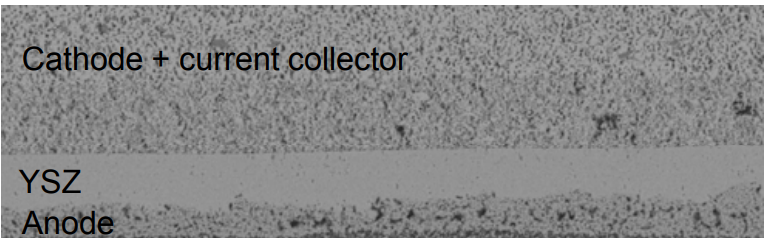 Cathode + current collector
YSZ
Anode